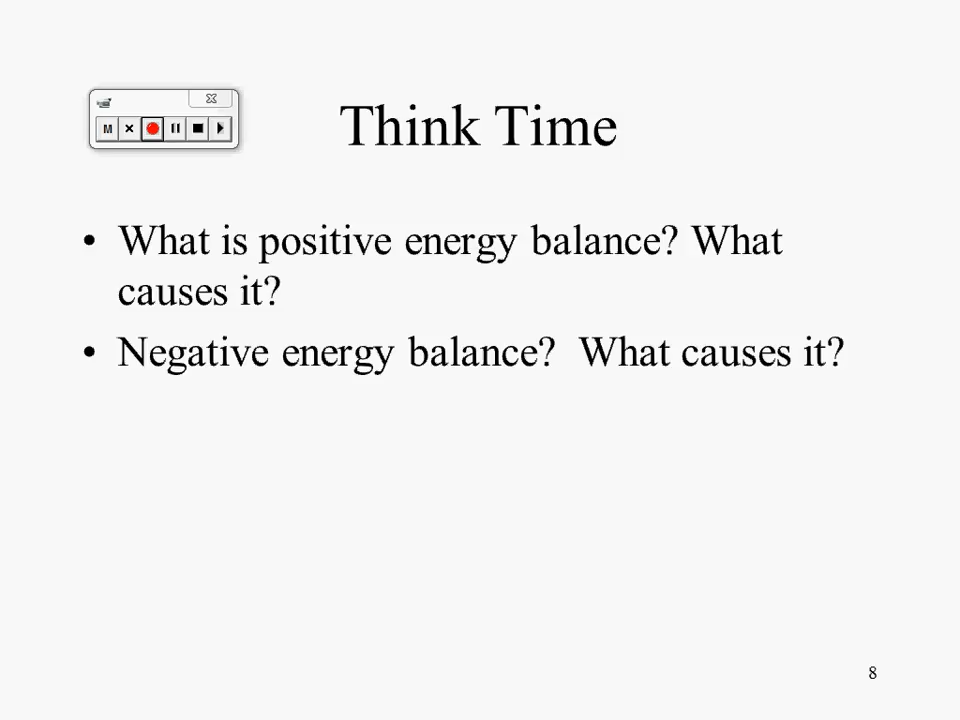 Think Time
M
• What is positive energy balance? What
causes it?
• Negative energy balance?  What causes it?
8